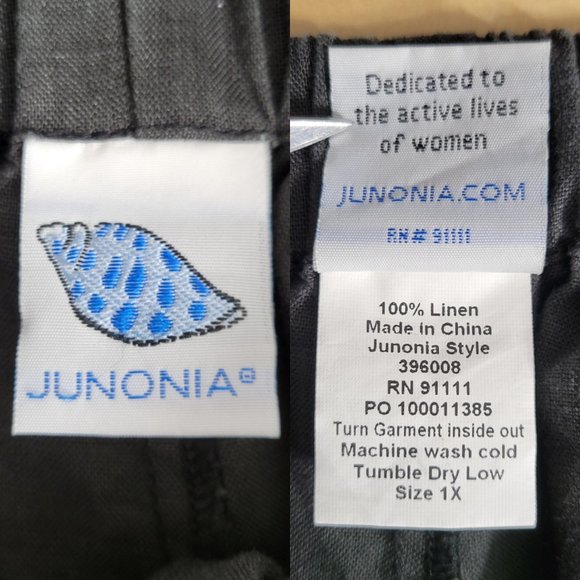 JUNONIA®
Dedicated to
the active lives
of women
JUNONIA.COM
RN# 91111
100% Linen
Made in China
Junonia Style
396008
RN 91111
PO 100011385
Turn Garment inside out
Machine wash cold
Tumble Dry Low
Size 1X